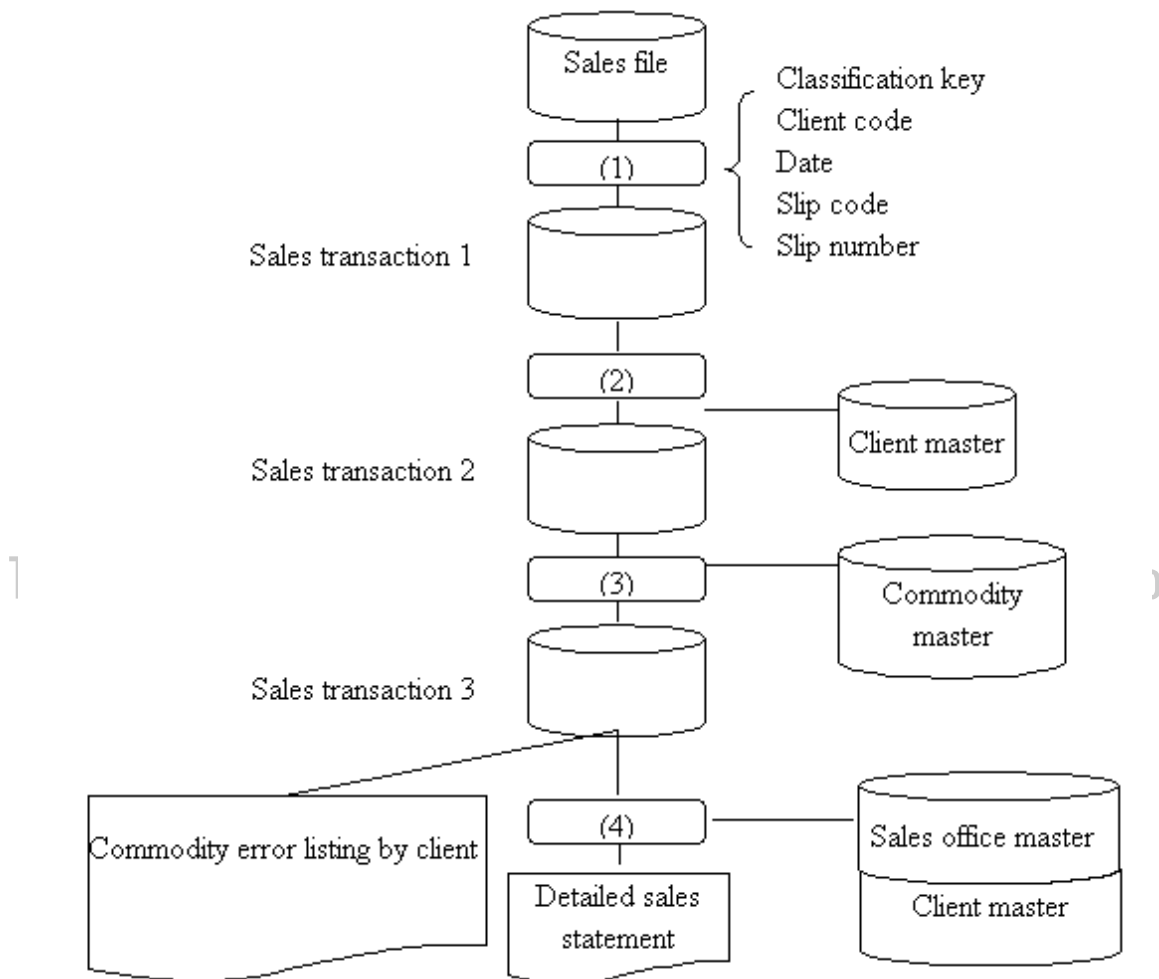 Sales file
Classification key
Client code
Date
Slip code
Slip number
(1)
Sales transaction 1
(2)
Client master
Sales transaction 2
(3)
Commodity
master
Sales transaction 3
(4)
Commodity error listing by client
Sales office master
Client master
Detailed sales
statement